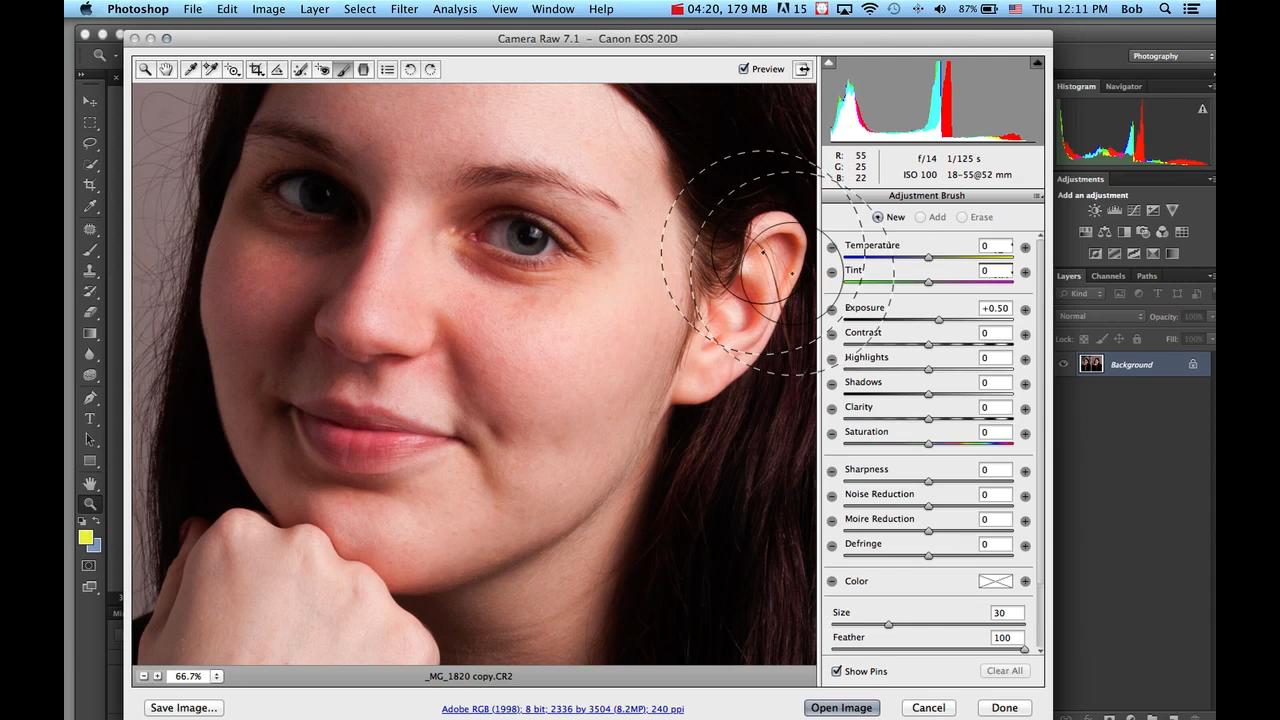 Photoshop File Edit Image Layer Select Filter Analysis View Window Help 04:20, 179 MB 15 87% Thu 12:11 PM Bob
Camera Raw 7.1 - Canon EOS 20D
Photography
Preview
Histogram Navigator
R: 55
G: 25
B: 22
f/14 1/125 s
ISO 100 18-55@52 mm
Adjustment Brush
New Add Erase
Temperature 0
Tint 0
Exposure +0.50
Contrast 0
Highlights 0
Shadows 0
Clarity 0
Saturation 0
Sharpness 0
Noise Reduction 0
Moire Reduction 0
Defringe 0
Color
Size 30
Feather 100
Show Pins Clear All
Adjustments
Add an adjustment
Layers Channels Paths
Kind
Normal Opacity: 100%
Lock: Fill: 100%
Background
66.7% _MG_1820 copy.CR2
Save Image... Adobe RGB (1998); 8 bit; 2336 by 3504 (8.2MP); 240 ppi Open Image Cancel Done